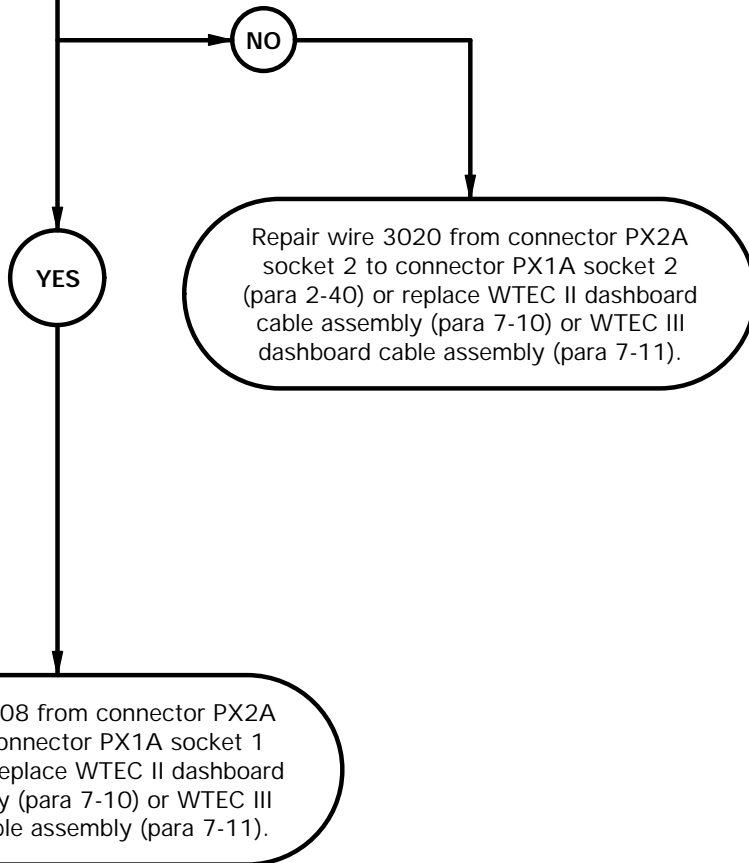 NO
Repair wire 3020 from connector PX2A
socket 2 to connector PX1A socket 2
(para 2-40) or replace WTEC II dashboard
cable assembly (para 7-10) or WTEC III
dashboard cable assembly (para 7-11).
YES
08 from connector PX2A
connector PX1A socket 1
replace WTEC II dashboard
(para 7-10) or WTEC III
assembly (para 7-11).